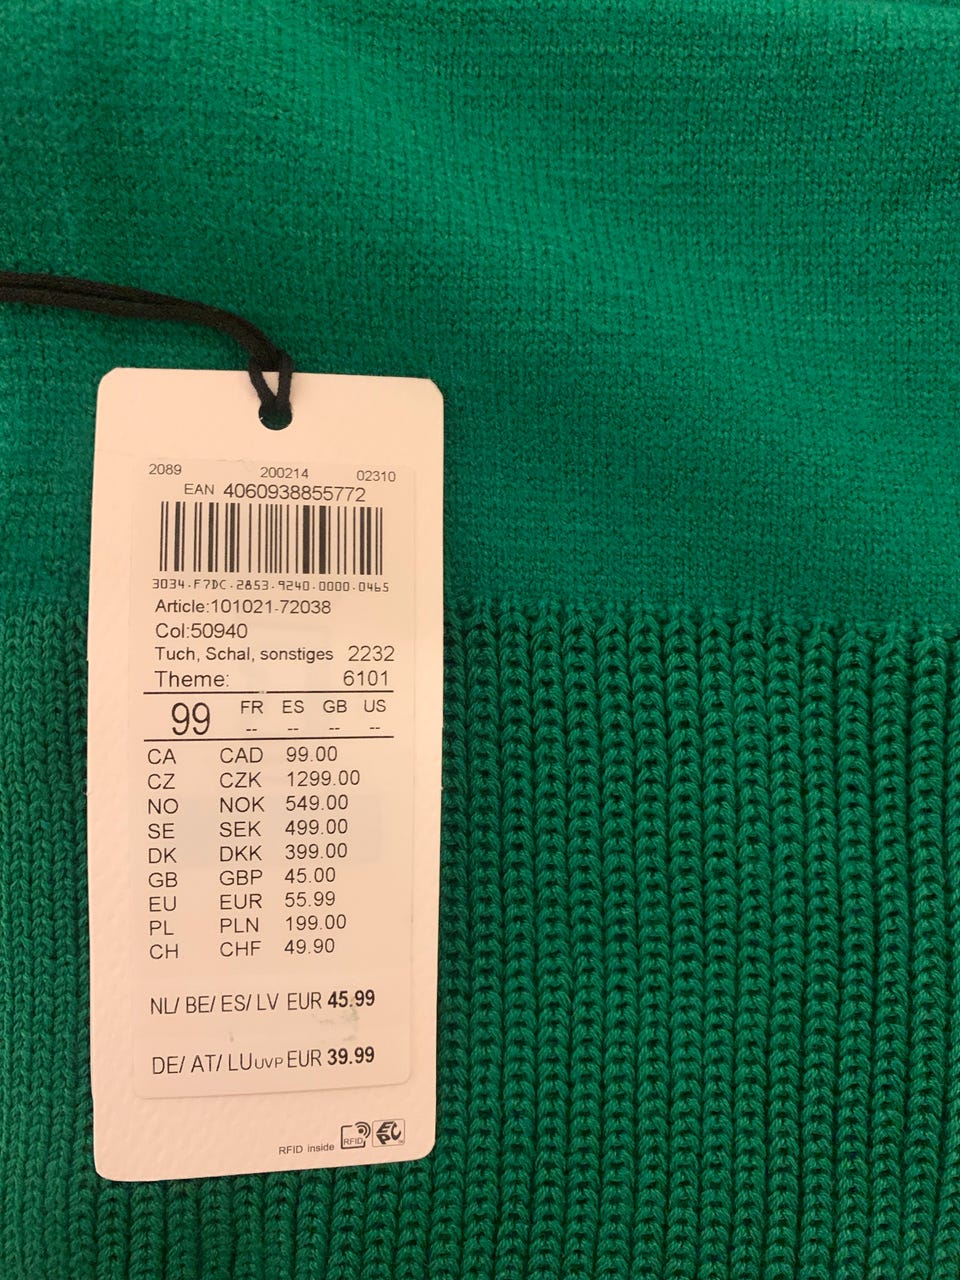 2089 200214 02310
EAN 4060938855772
3034-F7DC-2853-9240-0000-0465
Article:101021-72038
Col:50940
Tuch, Schal, sonstiges 2232
Theme: 6101
99 FR ES GB US
-- -- -- --
CA CAD 99.00
CZ CZK 1299.00
NO NOK 549.00
SE SEK 499.00
DK DKK 399.00
GB GBP 45.00
EU EUR 55.99
PL PLN 199.00
CH CHF 49.90
NL/ BE/ ES/ LV EUR 45.99
DE/ AT/ LU UVP EUR 39.99
RFID inside RFID EPC